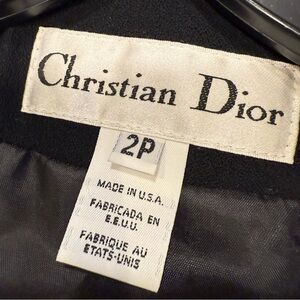 Christian Dior
2P
MADE IN U.S.A.
FABRICADA EN
E.E.U.U.
FABRIQUE AU
ETATS-UNIS